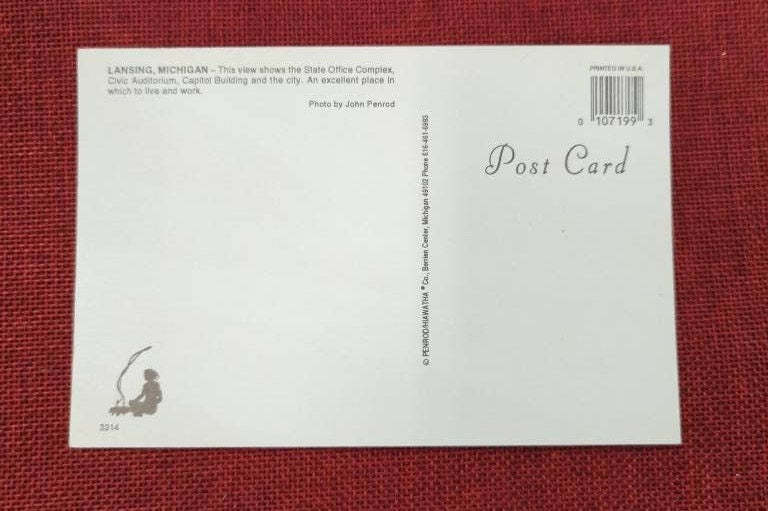 LANSING, MICHIGAN – This view shows the State Office Complex,
Civic Auditorium, Capitol Building and the city. An excellent place in
which to live and work.
Photo by John Penrod
PRINTED IN U.S.A.
0 107199 3
Post Card
© PENROD/HIAWATHA ® Co., Berrien Center, Michigan 49102 Phone 616-461-6993
3314